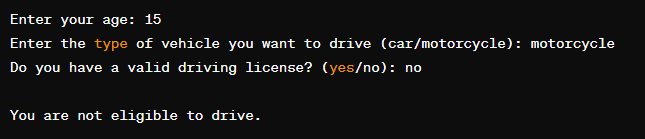 Enter your age: 15
Enter the type of vehicle you want to drive (car/motorcycle): motorcycle
Do you have a valid driving license? (yes/no): no
You are not eligible to drive.